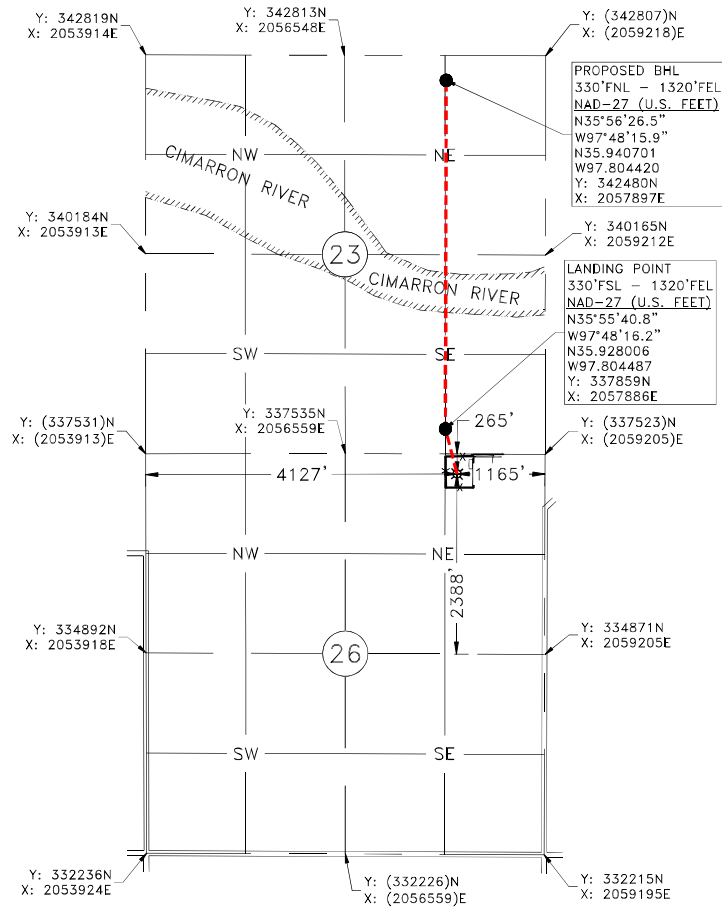 Y: 342819N
X: 2053914E
Y: 342813N
X: 2056548E
Y: (342807)N
X: (2059218)E
PROPOSED BHL
330'FNL – 1320'FEL
NAD–27 (U.S. FEET)
N35°56'26.5"
W97°48'15.9"
N35.940701
W97.804420
Y: 342480N
X: 2057897E
CIMARRON RIVER
NW
NE
Y: 340184N
X: 2053913E
23
Y: 340165N
X: 2059212E
CIMARRON RIVER
LANDING POINT
330'FSL – 1320'FEL
NAD–27 (U.S. FEET)
N35°55'40.8"
W97°48'16.2"
N35.928006
W97.804487
Y: 337859N
X: 2057886E
SW
SE
Y: (337531)N
X: (2053913)E
Y: 337535N
X: 2056559E
265'
Y: (337523)N
X: (2059205)E
4127'
1165'
NW
NE
2388'
Y: 334892N
X: 2053918E
26
Y: 334871N
X: 2059205E
SW
SE
Y: 332236N
X: 2053924E
Y: (332226)N
X: (2056559)E
Y: 332215N
X: 2059195E